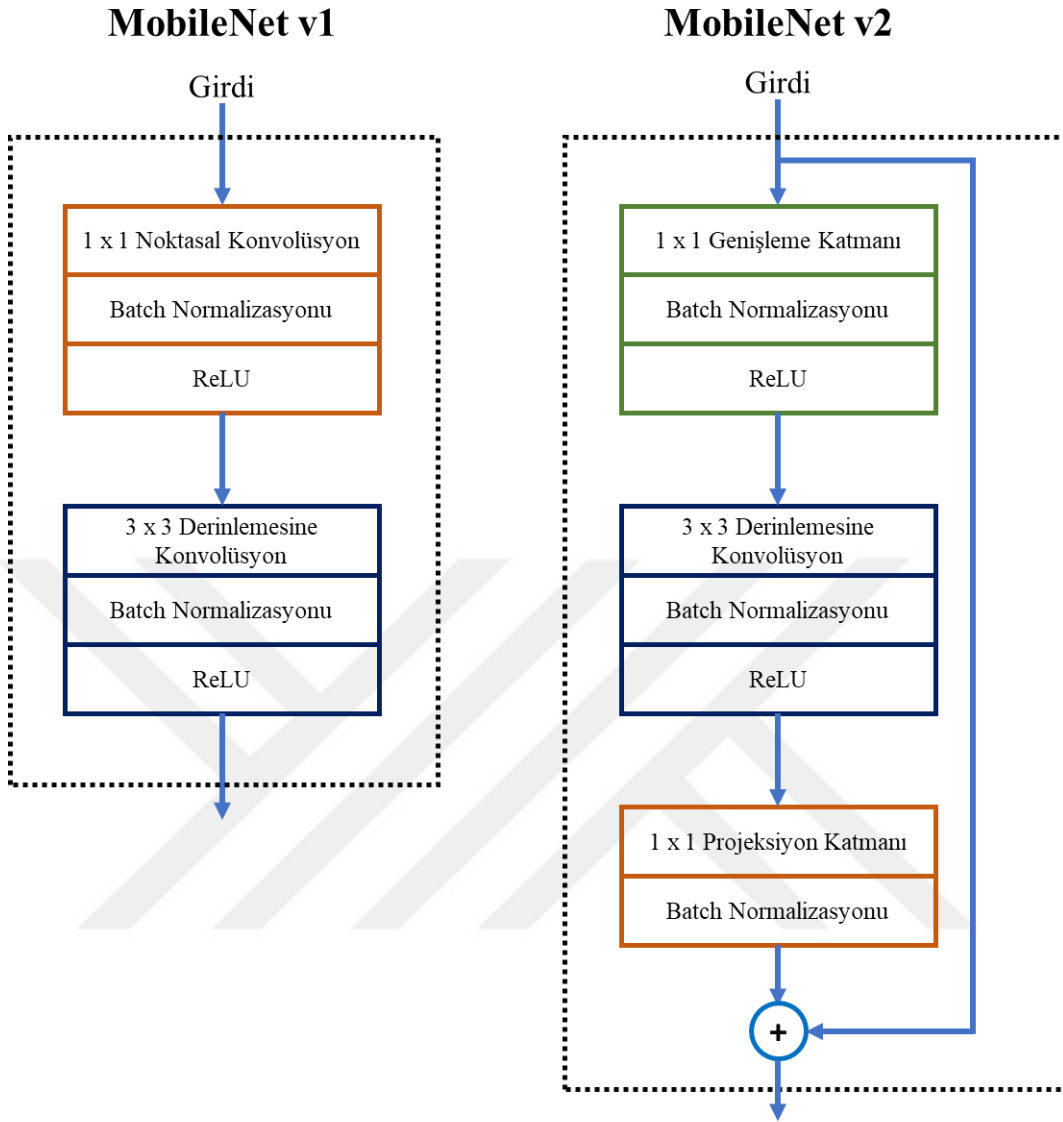 MobileNet v1
Girdi
1 x 1 Noktasal Konvolüsyon
Batch Normalizasyonu
ReLU
3 x 3 Derinlemesine
Konvolüsyon
Batch Normalizasyonu
ReLU
MobileNet v2
Girdi
1 x 1 Genişleme Katmanı
Batch Normalizasyonu
ReLU
3 x 3 Derinlemesine
Konvolüsyon
Batch Normalizasyonu
ReLU
1 x 1 Projeksiyon Katmanı
Batch Normalizasyonu
+